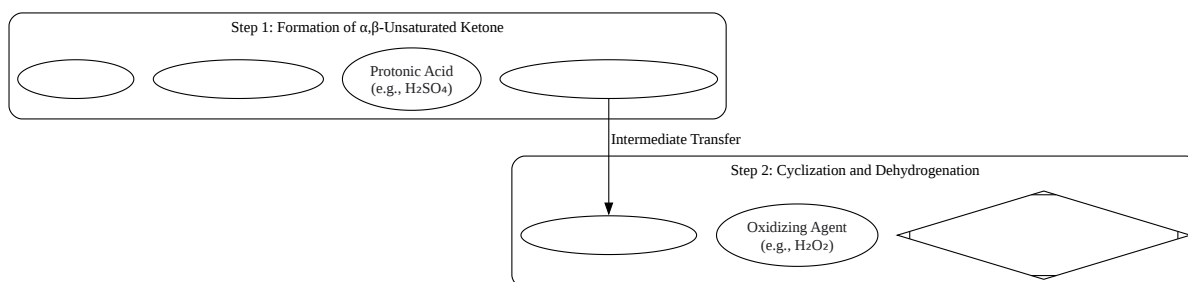 Step 1: Formation of α,β-Unsaturated Ketone
Protonic Acid
(e.g., H₂SO₄)
Intermediate Transfer
Step 2: Cyclization and Dehydrogenation
Oxidizing Agent
(e.g., H₂O₂)